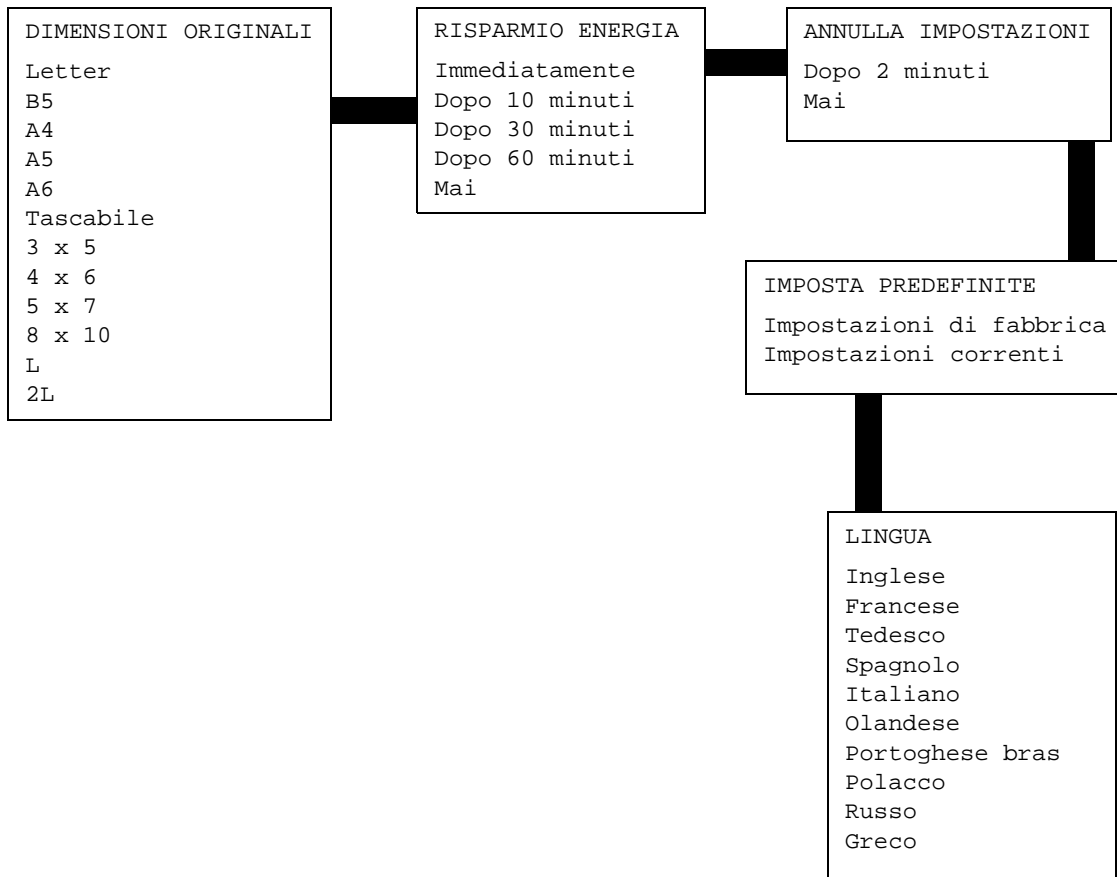 DIMENSIONI ORIGINALI
Letter
B5
A4
A5
A6
Tascabile
3 x 5
4 x 6
5 x 7
8 x 10
L
2L
RISPARMIO ENERGIA
Immediatamente
Dopo 10 minuti
Dopo 30 minuti
Dopo 60 minuti
Mai
ANNULLA IMPOSTAZIONI
Dopo 2 minuti
Mai
IMPOSTA PREDEFINITE
Impostazioni di fabbrica
Impostazioni correnti
LINGUA
Inglese
Francese
Tedesco
Spagnolo
Italiano
Olandese
Portoghese bras
Polacco
Russo
Greco